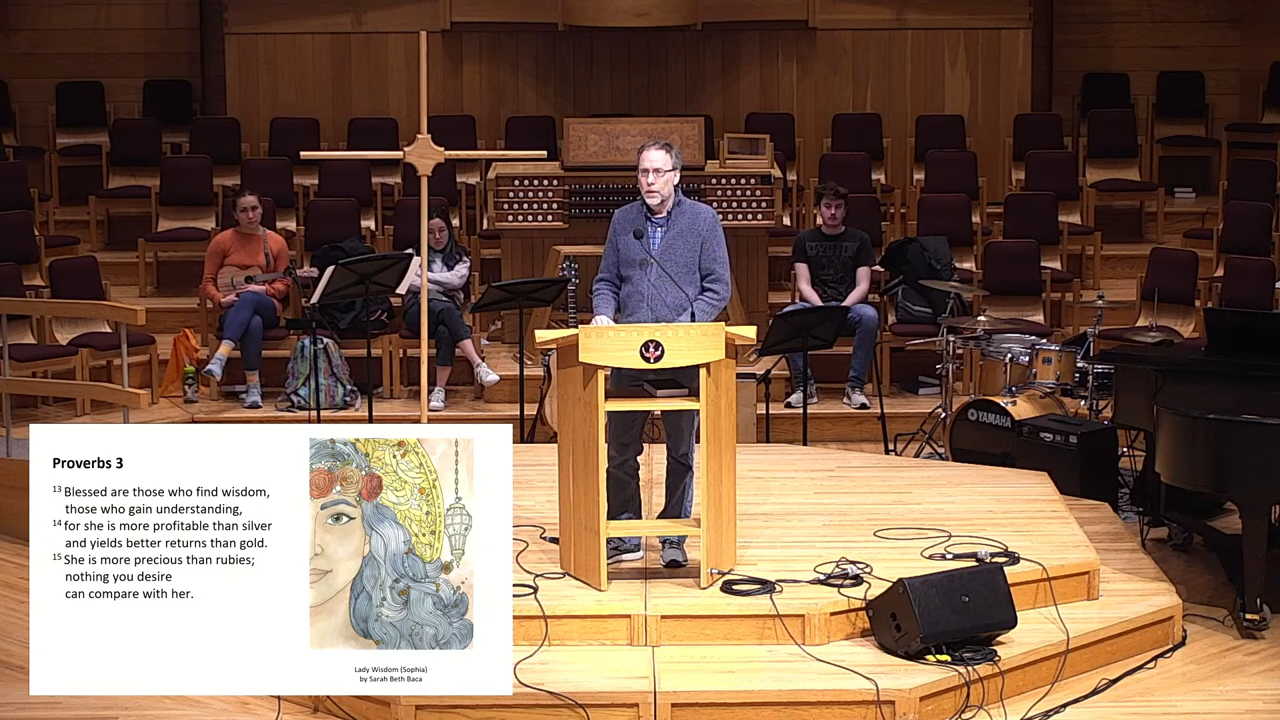 Proverbs 3
13 Blessed are those who find wisdom,
those who gain understanding,
14 for she is more profitable than silver
and yields better returns than gold.
15 She is more precious than rubies;
nothing you desire
can compare with her.
Lady Wisdom (Sophia)
by Sarah Beth Baca
YAMAHA